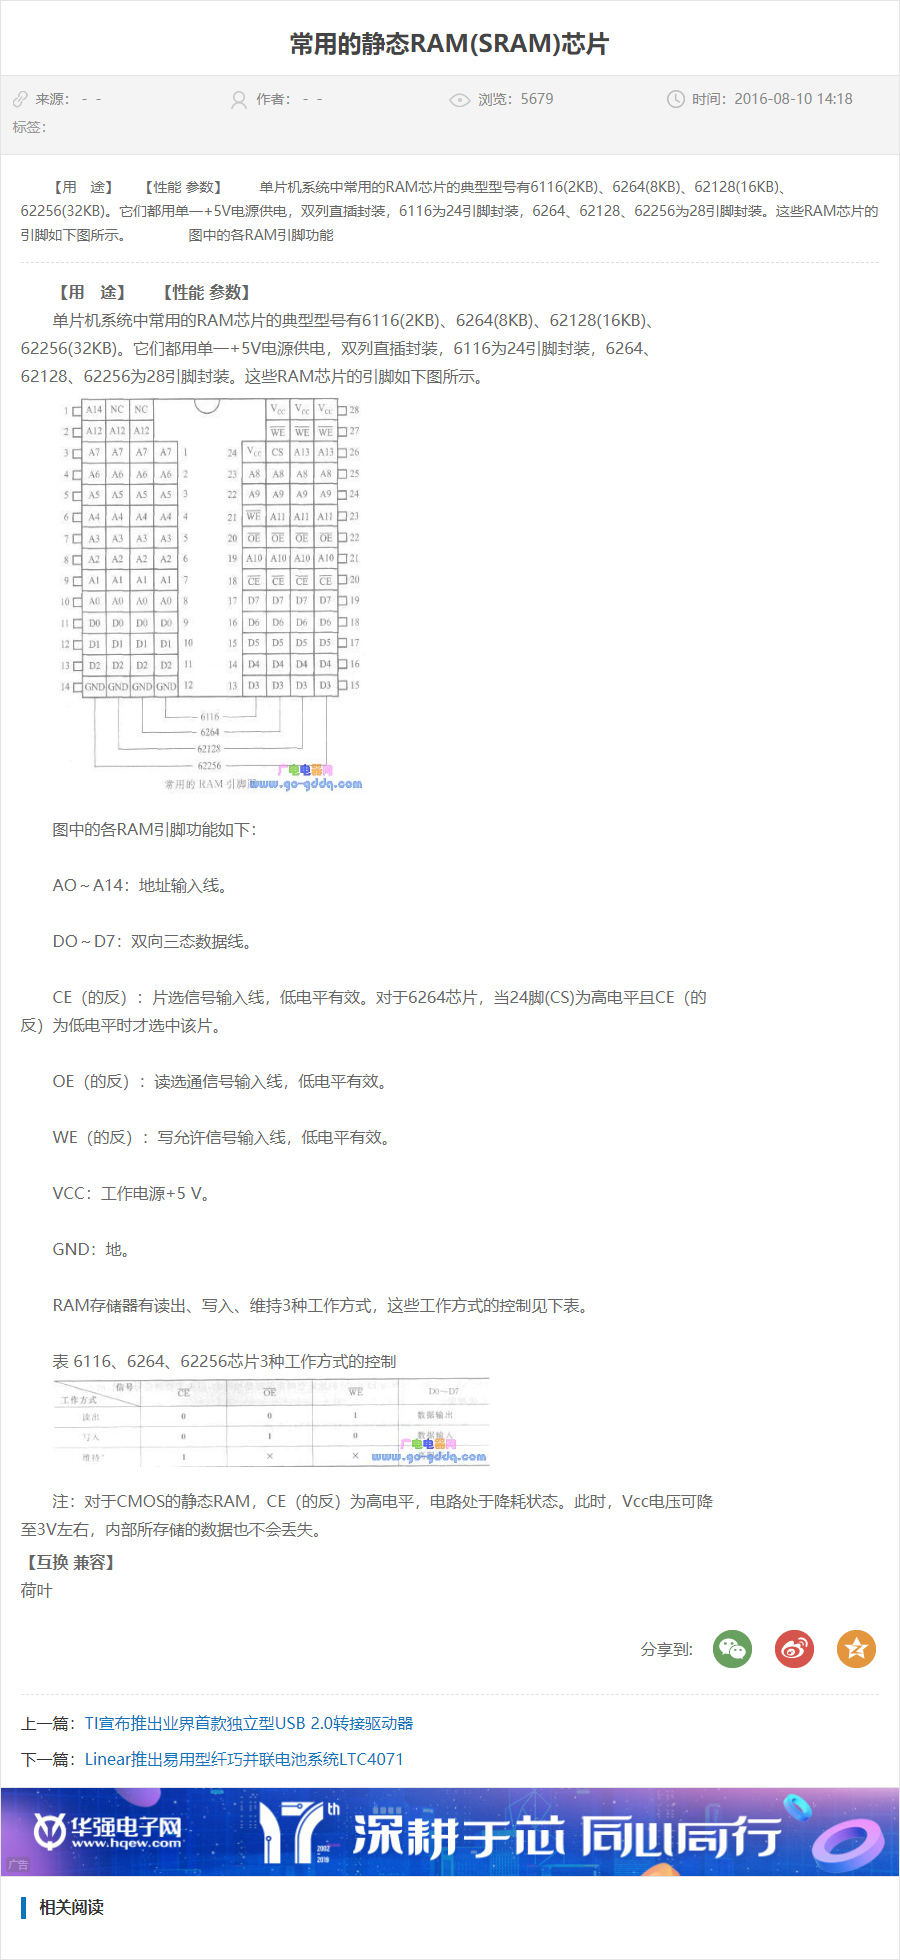 常用的静态RAM(SRAM)芯片
来源： - -
作者： - -
浏览：5679
时间：2016-08-10 14:18
标签：
【用　途】　　【性能 参数】　　单片机系统中常用的RAM芯片的典型型号有6116(2KB)、6264(8KB)、62128(16KB)、
62256(32KB)。它们都用单一+5V电源供电，双列直插封装，6116为24引脚封装，6264、62128、62256为28引脚封装。这些RAM芯片的
引脚如下图所示。　　　　图中的各RAM引脚功能
【用　途】　　【性能 参数】
单片机系统中常用的RAM芯片的典型型号有6116(2KB)、6264(8KB)、62128(16KB)、
62256(32KB)。它们都用单一+5V电源供电，双列直插封装，6116为24引脚封装，6264、
62128、62256为28引脚封装。这些RAM芯片的引脚如下图所示。
1 A14 NC NC VCC VCC VCC 28
2 A12 A12 A12 WE WE WE 27
3 A7 A7 A7 A7 1 24 VCC CS A13 A13 26
4 A6 A6 A6 A6 2 23 A8 A8 A8 A8 25
5 A5 A5 A5 A5 3 22 A9 A9 A9 A9 24
6 A4 A4 A4 A4 4 21 WE A11 A11 A11 23
7 A3 A3 A3 A3 5 20 OE OE OE OE 22
8 A2 A2 A2 A2 6 19 A10 A10 A10 A10 21
9 A1 A1 A1 A1 7 18 CE CE CE CE 20
10 A0 A0 A0 A0 8 17 D7 D7 D7 D7 19
11 D0 D0 D0 D0 9 16 D6 D6 D6 D6 18
12 D1 D1 D1 D1 10 15 D5 D5 D5 D5 17
13 D2 D2 D2 D2 11 14 D4 D4 D4 D4 16
14 GND GND GND GND 12 13 D3 D3 D3 D3 15
6116
6264
62128
62256
广电电器网
常用的 RAM 引脚
www.gc-gddq.com
图中的各RAM引脚功能如下：
AO～A14：地址输入线。
DO～D7：双向三态数据线。
CE（的反）：片选信号输入线，低电平有效。对于6264芯片，当24脚(CS)为高电平且CE（的
反）为低电平时才选中该片。
OE（的反）：读选通信号输入线，低电平有效。
WE（的反）：写允许信号输入线，低电平有效。
VCC：工作电源+5 V。
GND：地。
RAM存储器有读出、写入、维持3种工作方式，这些工作方式的控制见下表。
表 6116、6264、62256芯片3种工作方式的控制
信号
工作方式 CE OE WE D0～D7
读出 0 0 1 数据输出
写入 0 1 0 数据输入
维持* 1 × ×
广电电器网
www.gc-gddq.com
注：对于CMOS的静态RAM，CE（的反）为高电平，电路处于降耗状态。此时，Vcc电压可降
至3V左右，内部所存储的数据也不会丢失。
【互换 兼容】
荷叶
分享到:
上一篇：TI宣布推出业界首款独立型USB 2.0转接驱动器
下一篇：Linear推出易用型纤巧并联电池系统LTC4071
华强电子网
www.hqew.com
17th
2002
2019
深耕于芯 同心同行
广告
相关阅读